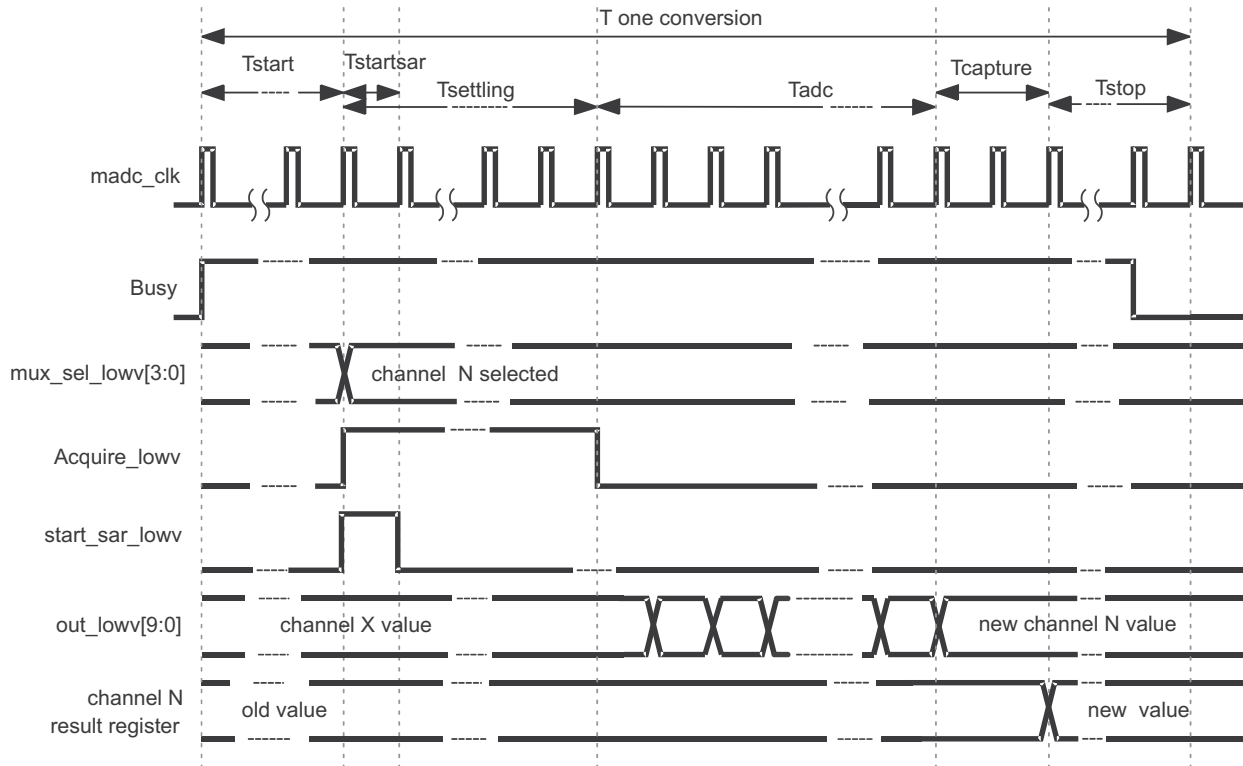 T one conversion
Tstart
Tstartsar
Tsettling
Tadc
Tcapture
Tstop
madc_clk
Busy
mux_sel_lowv[3:0]
channel N selected
Acquire_lowv
start_sar_lowv
out_lowv[9:0]
channel X value
new channel N value
channel N
result register
old value
new value